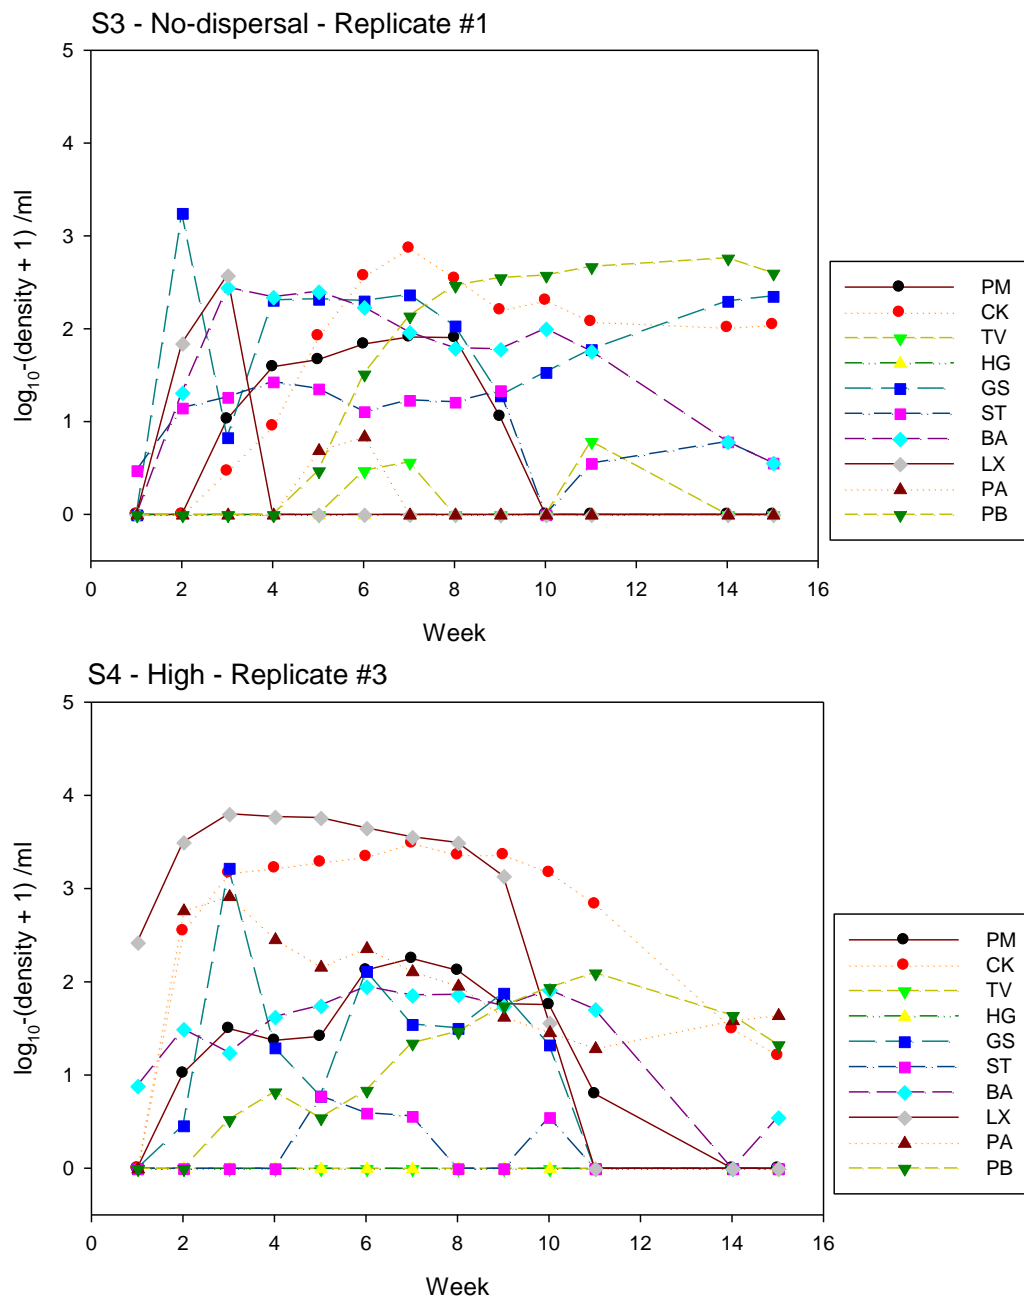 S3 - No-dispersal - Replicate #1
log10-(density + 1) /ml
5
4
3
2
1
0
0 2 4 6 8 10 12 14 16
Week
PM
CK
TV
HG
GS
ST
BA
LX
PA
PB
S4 - High - Replicate #3
log10-(density + 1) /ml
5
4
3
2
1
0
0 2 4 6 8 10 12 14 16
Week
PM
CK
TV
HG
GS
ST
BA
LX
PA
PB